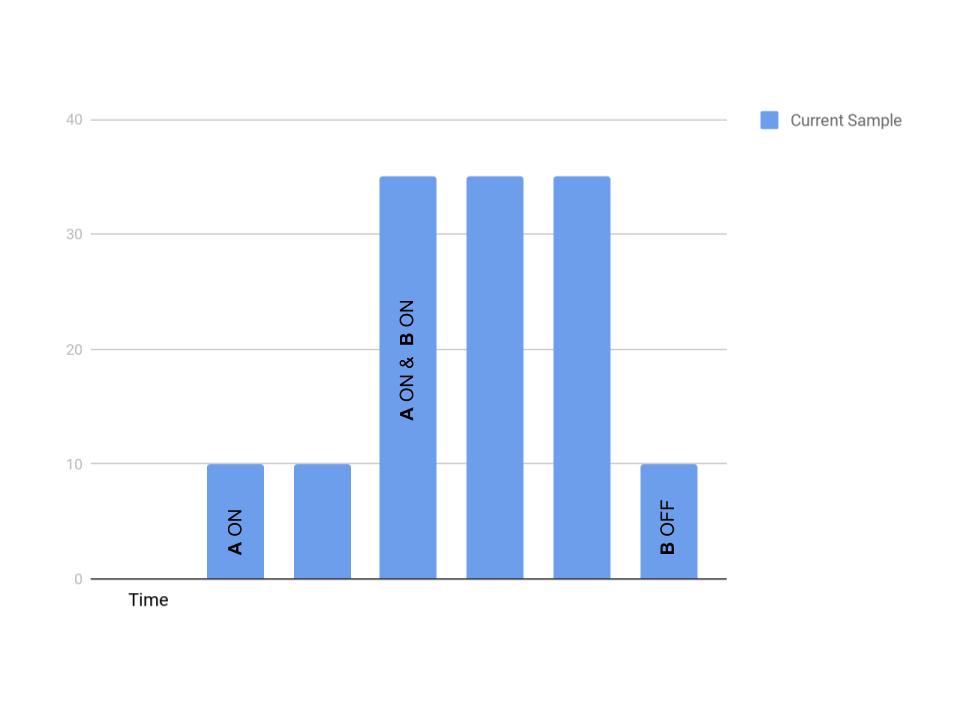 40
Current Sample
30
20
10
0
A ON
A ON & B ON
B OFF
Time